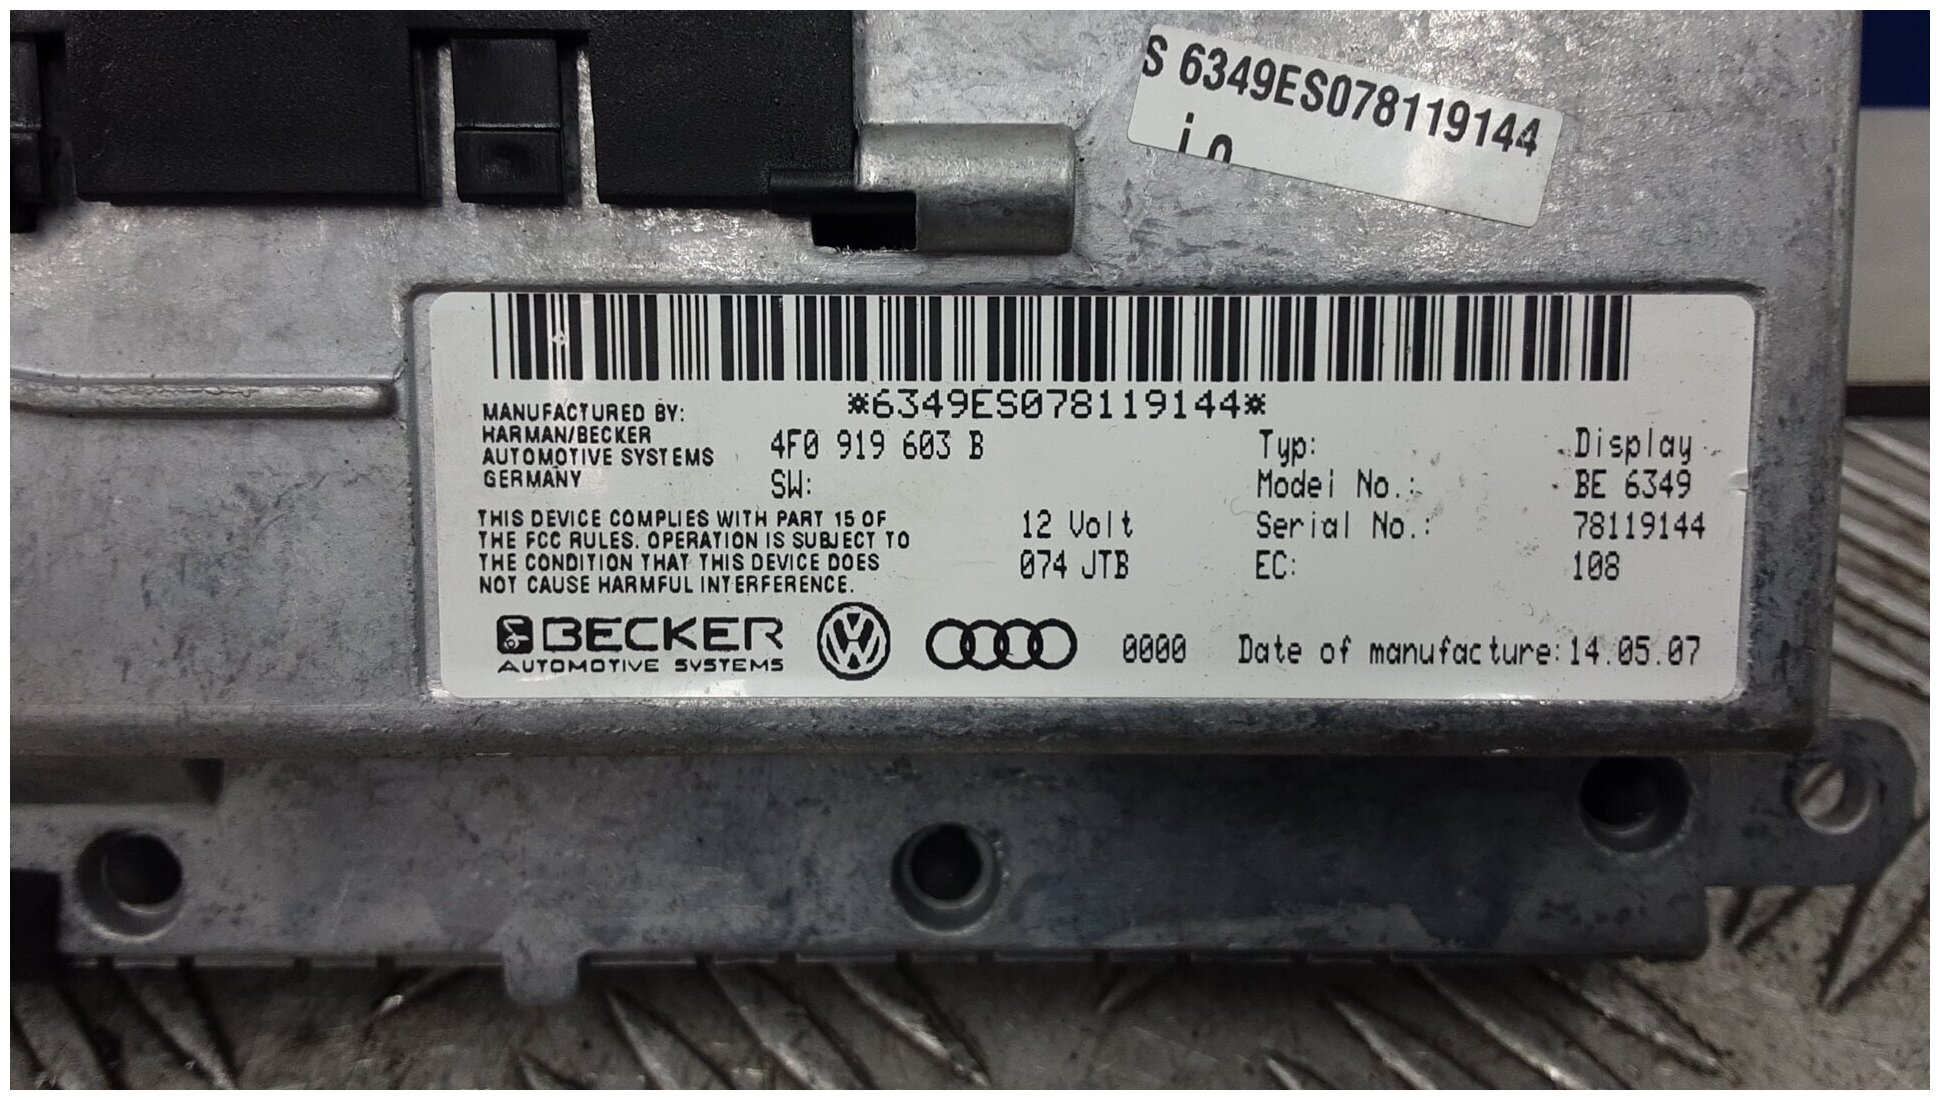 S 6349ES078119144
i.O.
*6349ES078119144*
MANUFACTURED BY:
HARMAN/BECKER
AUTOMOTIVE SYSTEMS
GERMANY
4F0 919 603 B
SW:
Typ: Display
Model No.: BE 6349
Serial No.: 78119144
EC: 108
THIS DEVICE COMPLIES WITH PART 15 OF
THE FCC RULES. OPERATION IS SUBJECT TO
THE CONDITION THAT THIS DEVICE DOES
NOT CAUSE HARMFUL INTERFERENCE.
12 Volt
074 JTB
BECKER
AUTOMOTIVE SYSTEMS
VW
0000 Date of manufacture: 14.05.07